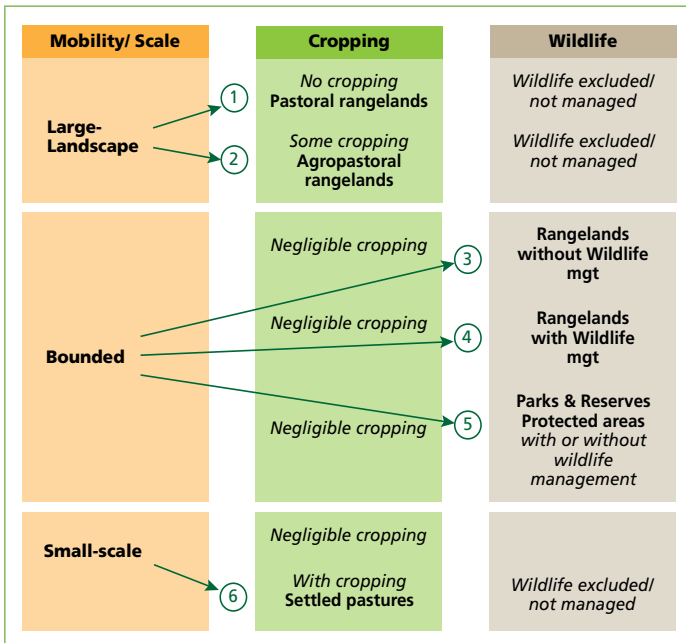 Mobility/ Scale
Cropping
Wildlife
Large-
Landscape
1
2
No cropping
Pastoral rangelands
Some cropping
Agropastoral
rangelands
Wildlife excluded/
not managed
Wildlife excluded/
not managed
Bounded
Negligible cropping
Negligible cropping
Negligible cropping
3
4
5
Rangelands
without Wildlife
mgt
Rangelands
with Wildlife
mgt
Parks & Reserves
Protected areas
with or without
wildlife
management
Small-scale
6
Negligible cropping
With cropping
Settled pastures
Wildlife excluded/
not managed